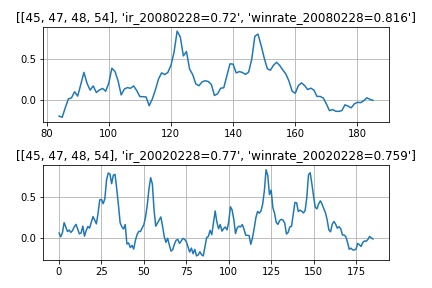 [[45, 47, 48, 54], 'ir_20080228=0.72', 'winrate_20080228=0.816']
0.5
0.0
80 100 120 140 160 180
[[45, 47, 48, 54], 'ir_20020228=0.77', 'winrate_20020228=0.759']
0.5
0.0
0 25 50 75 100 125 150 175